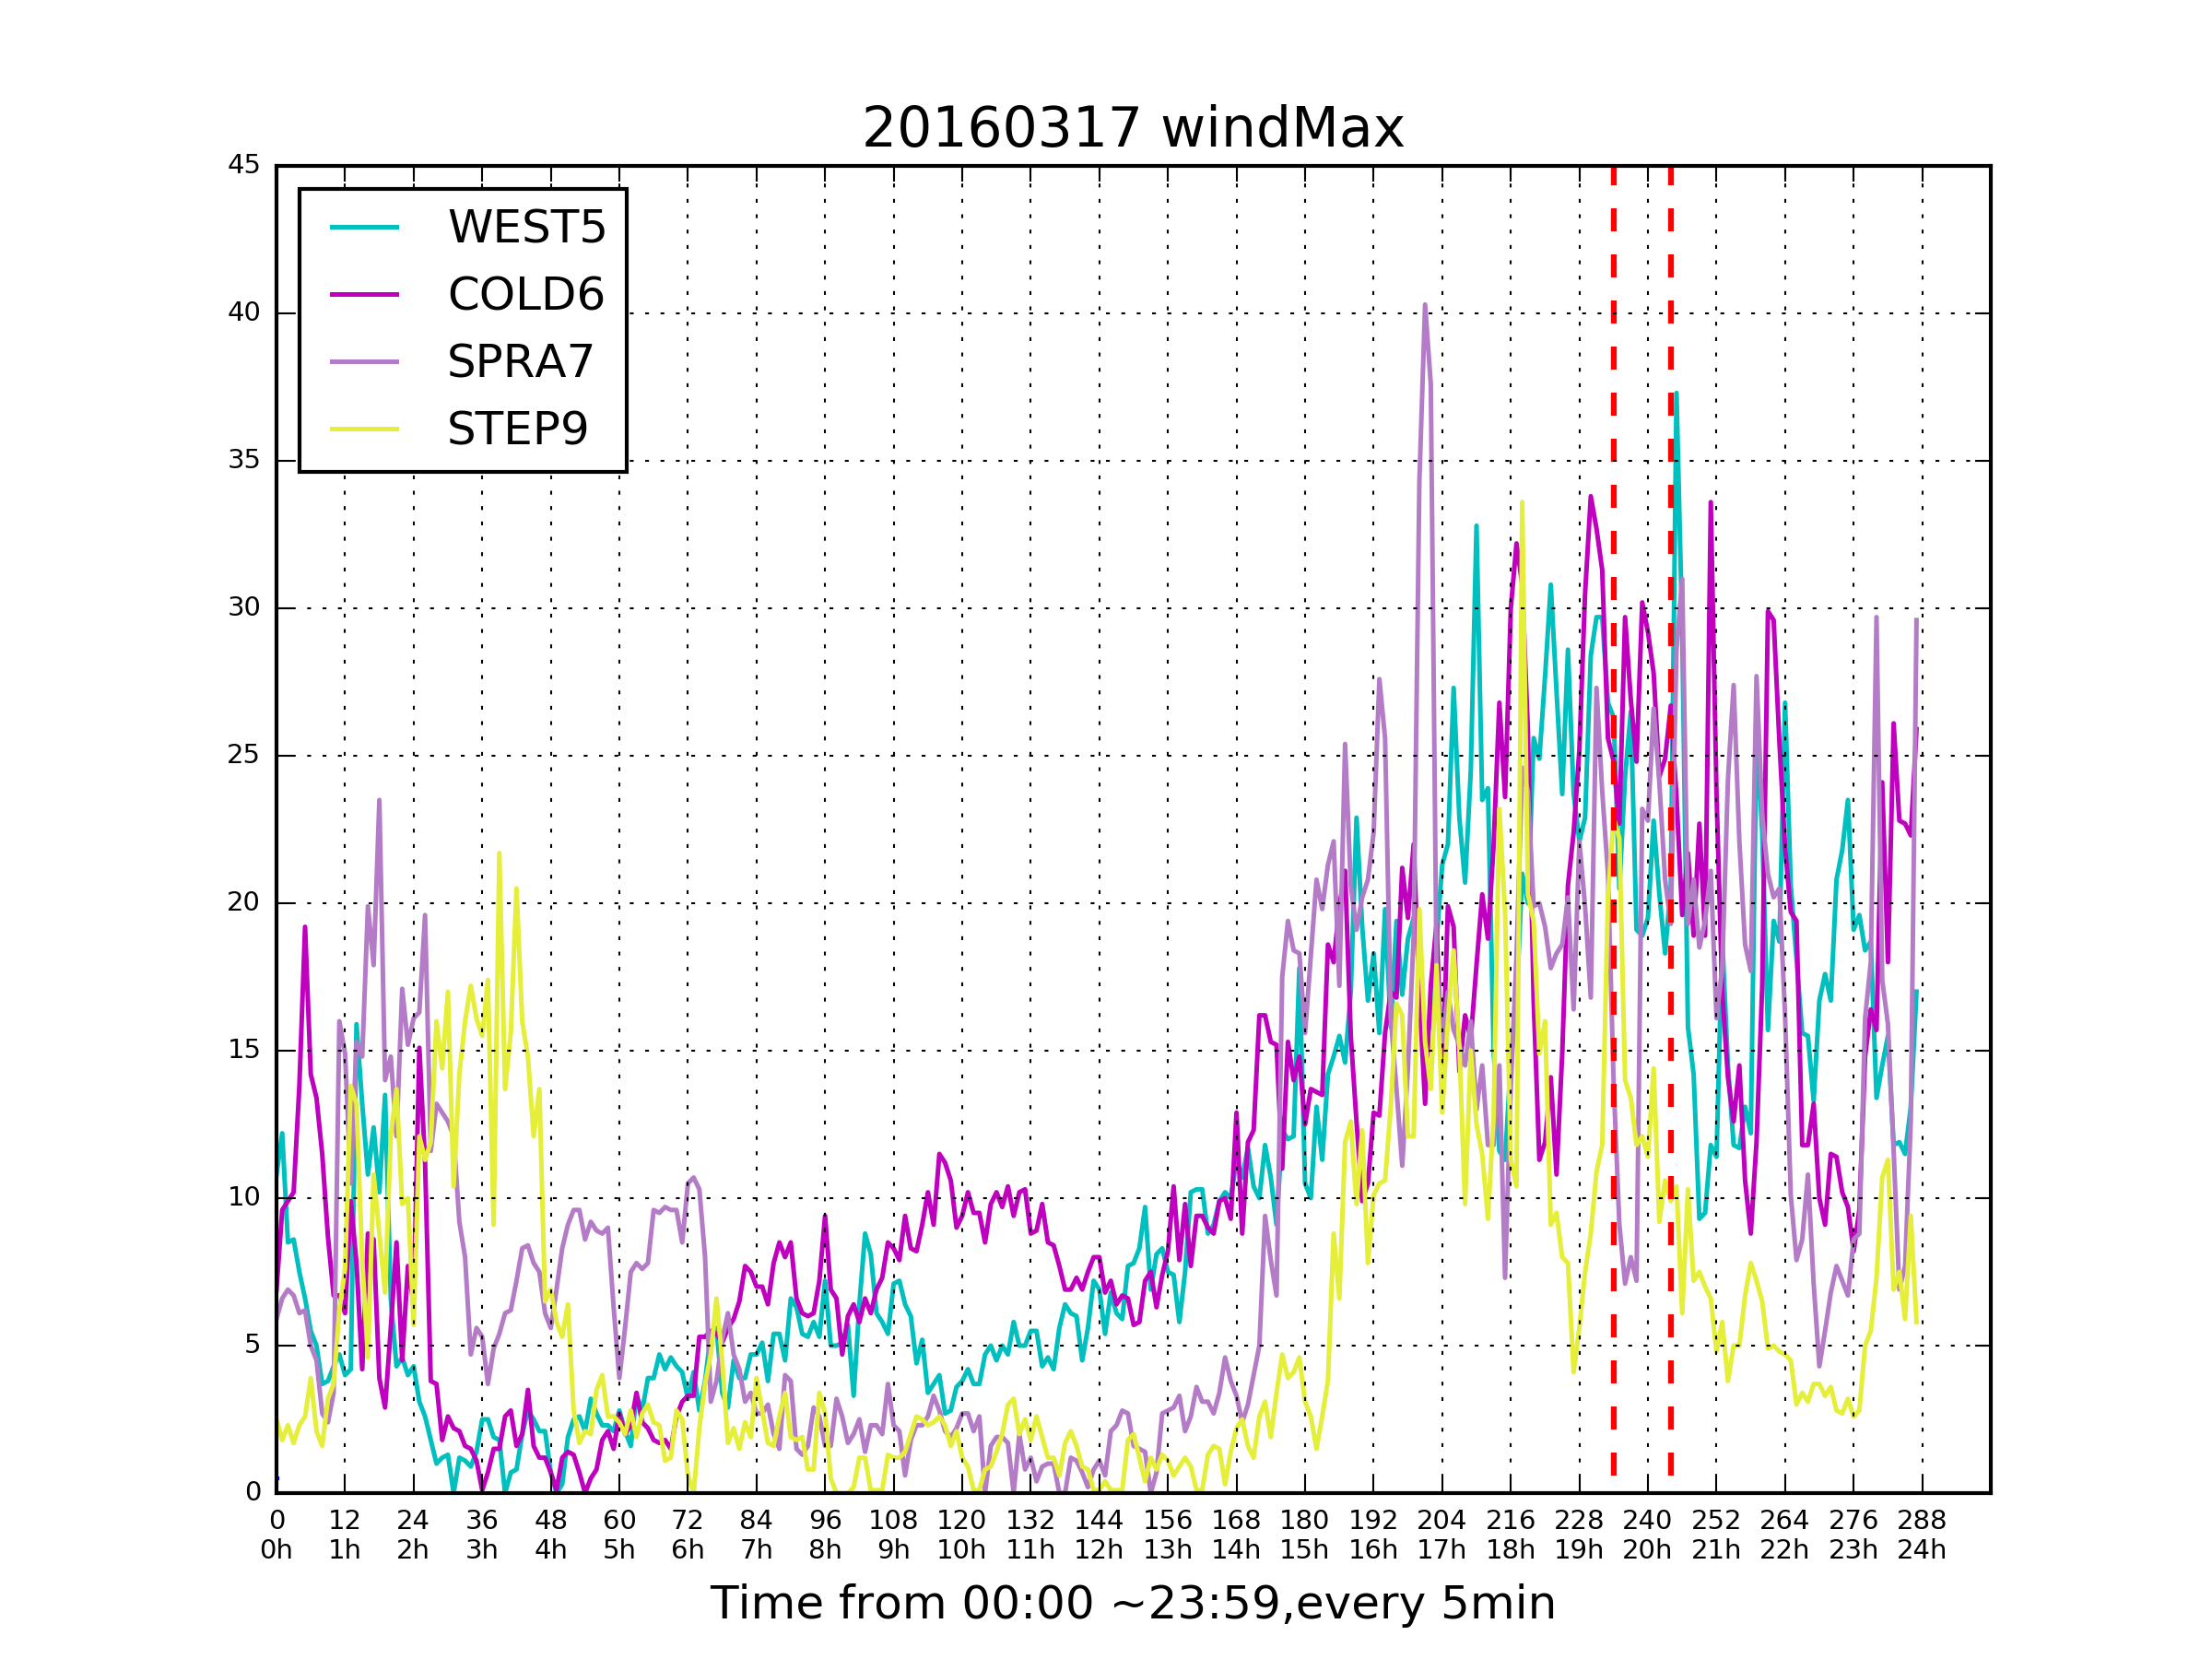 20160317 windMax
45
40
35
30
25
20
15
10
5
0
WEST5
COLD6
SPRA7
STEP9
0 12 24 36 48 60 72 84 96 108 120 132 144 156 168 180 192 204 216 228 240 252 264 276 288
0h 1h 2h 3h 4h 5h 6h 7h 8h 9h 10h 11h 12h 13h 14h 15h 16h 17h 18h 19h 20h 21h 22h 23h 24h
Time from 00:00 ~23:59,every 5min